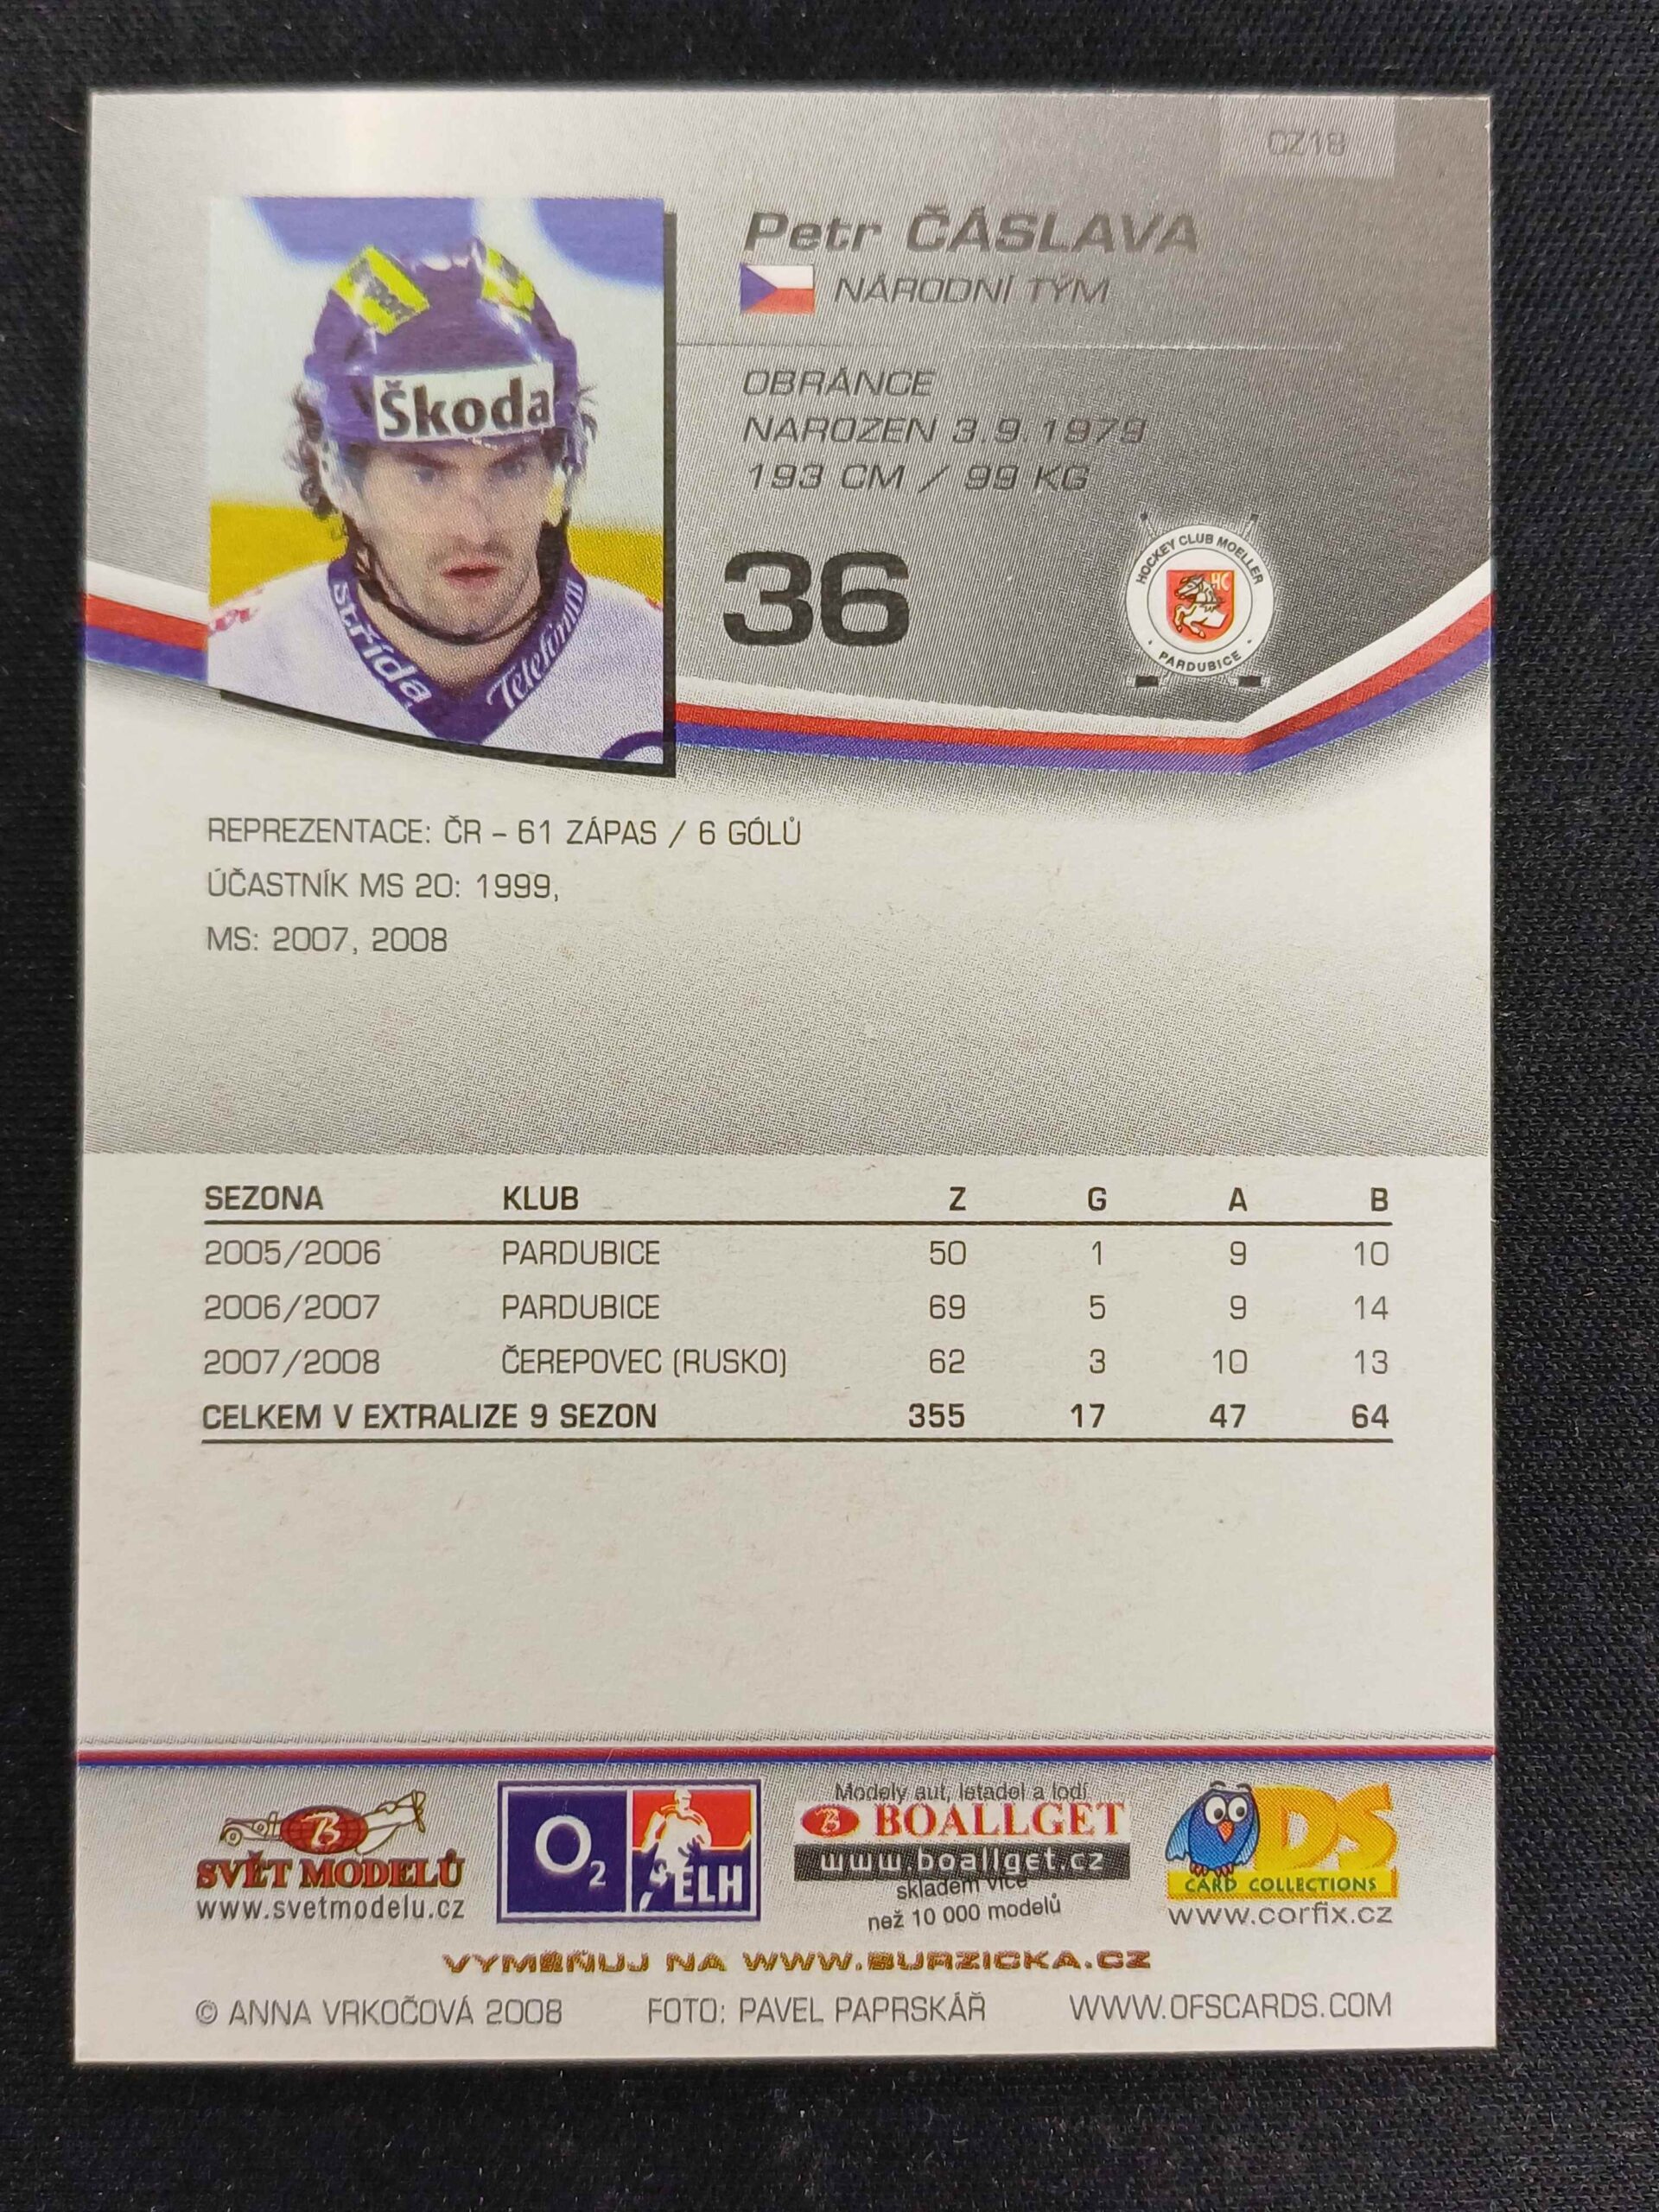 CZ18
Petr ČÁSLAVA
NÁRODNÍ TÝM
OBRÁNCE
NAROZEN 3.9.1979
193 CM / 99 KG
36
HOCKEY CLUB MOELLER
HC
PARDUBICE
Škoda
střída
REPREZENTACE: ČR – 61 ZÁPAS / 6 GÓLŮ
ÚČASTNÍK MS 20: 1999,
MS: 2007, 2008
SEZONA KLUB Z G A B
2005/2006 PARDUBICE 50 1 9 10
2006/2007 PARDUBICE 69 5 9 14
2007/2008 ČEREPOVEC (RUSKO) 62 3 10 13
CELKEM V EXTRALIZE 9 SEZON 355 17 47 64
SVĚT MODELŮ
www.svetmodelu.cz
O2
ELH
Modely aut, letadel a lodí
B BOALLGET
www.boallget.cz
skladem více
než 10 000 modelů
DS
CARD COLLECTIONS
www.corfix.cz
VYMĚŇUJ NA WWW.BURZICKA.CZ
© ANNA VRKOČOVÁ 2008 FOTO: PAVEL PAPRSKÁŘ WWW.OFSCARDS.COM